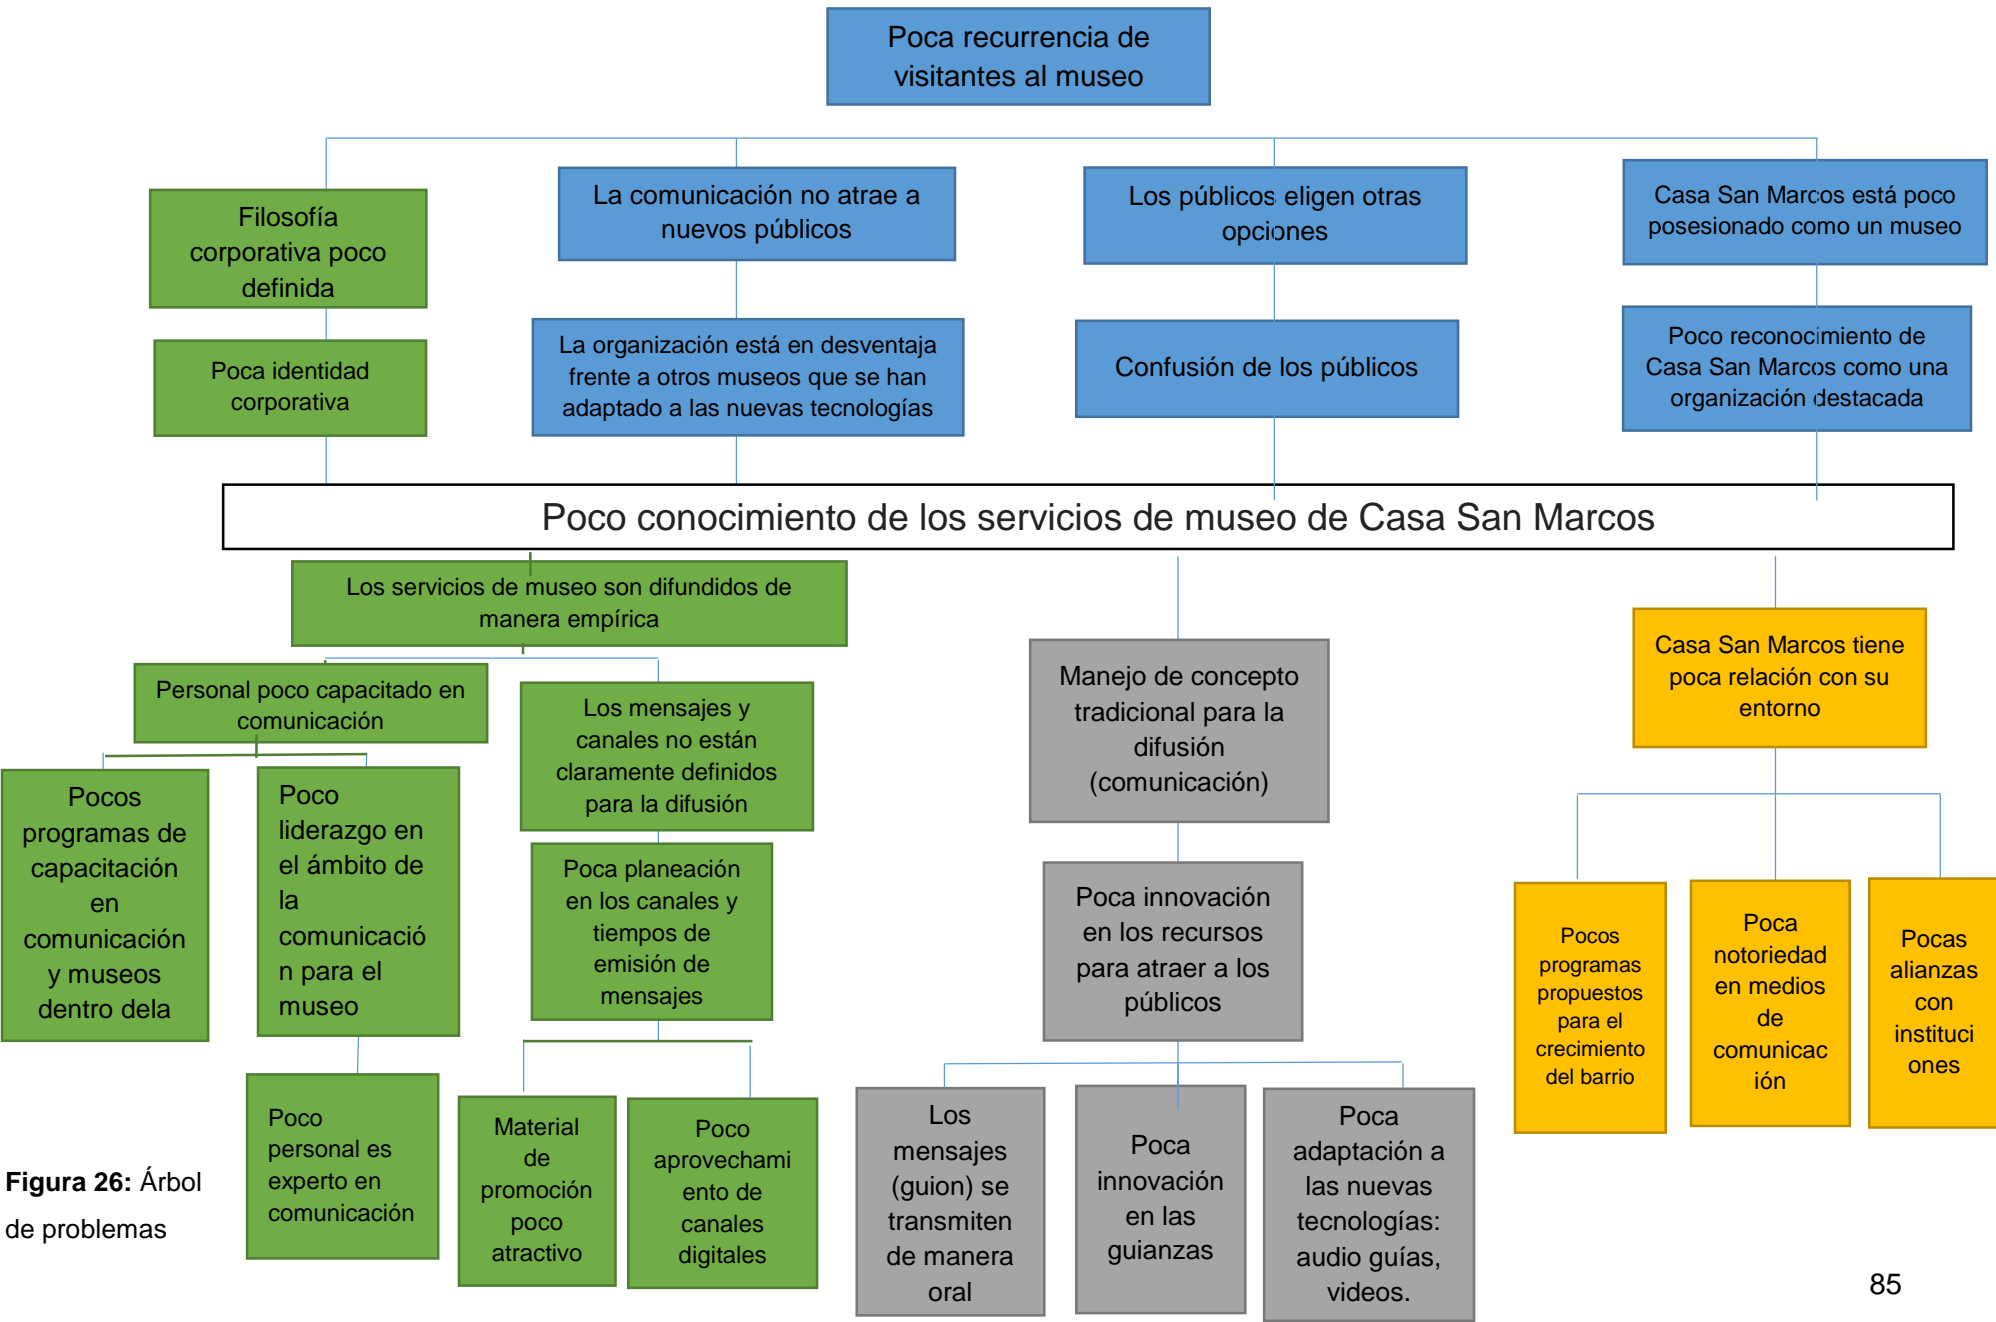 Poca recurrencia de
visitantes al museo
Filosofía
corporativa poco
definida
La comunicación no atrae a
nuevos públicos
Los públicos eligen otras
opciones
Casa San Marcos está poco
posesionado como un museo
Poca identidad
corporativa
La organización está en desventaja
frente a otros museos que se han
adaptado a las nuevas tecnologías
Confusión de los públicos
Poco reconocimiento de
Casa San Marcos como una
organización destacada
Poco conocimiento de los servicios de museo de Casa San Marcos
Los servicios de museo son difundidos de
manera empírica
Personal poco capacitado en
comunicación
Los mensajes y
canales no están
claramente definidos
para la difusión
Manejo de concepto
tradicional para la
difusión
(comunicación)
Casa San Marcos tiene
poca relación con su
entorno
Pocos
programas de
capacitación
en
comunicación
y museos
dentro dela
Poco
liderazgo en
el ámbito de
la
comunicació
n para el
museo
Poca planeación
en los canales y
tiempos de
emisión de
mensajes
Poca innovación
en los recursos
para atraer a los
públicos
Pocos
programas
propuestos
para el
crecimiento
del barrio
Poca
notoriedad
en medios
de
comunicac
ión
Pocas
alianzas
con
instituci
ones
Poco
personal es
experto en
comunicación
Material
de
promoción
poco
atractivo
Poco
aprovechami
ento de
canales
digitales
Los
mensajes
(guion) se
transmiten
de manera
oral
Poca
innovación
en las
guianzas
Poca
adaptación a
las nuevas
tecnologías:
audio guías,
videos.
Figura 26: Árbol
de problemas
85